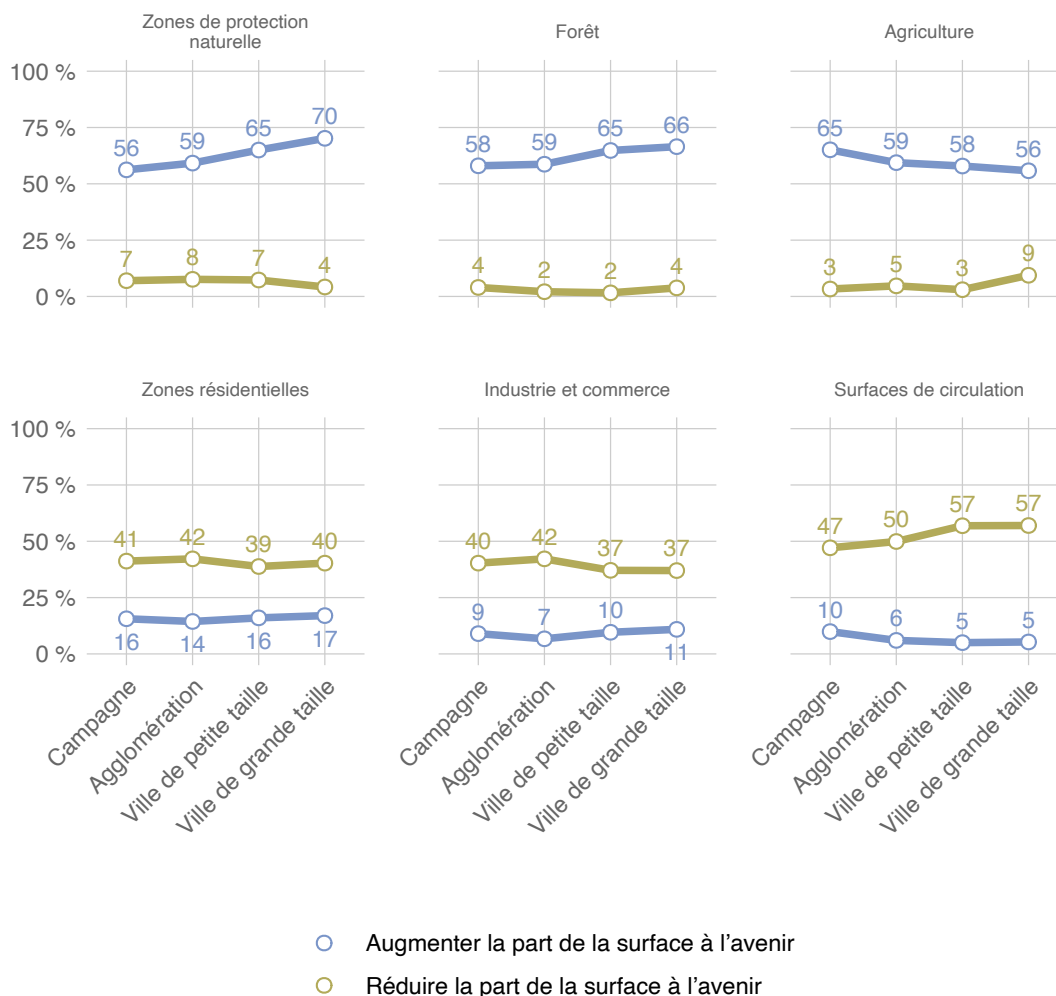 Zones de protection
naturelle
Forêt
Agriculture
100 %
75 %
50 %
25 %
0 %
56
59
65
70
7
8
7
4
58
59
65
66
4
2
2
4
65
59
58
56
3
5
3
9
Zones résidentielles
Industrie et commerce
Surfaces de circulation
100 %
75 %
50 %
25 %
0 %
41
42
39
40
16
14
16
17
40
42
37
37
9
7
10
11
47
50
57
57
10
6
5
5
Campagne
Agglomération
Ville de petite taille
Ville de grande taille
Campagne
Agglomération
Ville de petite taille
Ville de grande taille
Campagne
Agglomération
Ville de petite taille
Ville de grande taille
Augmenter la part de la surface à l’avenir
Réduire la part de la surface à l’avenir